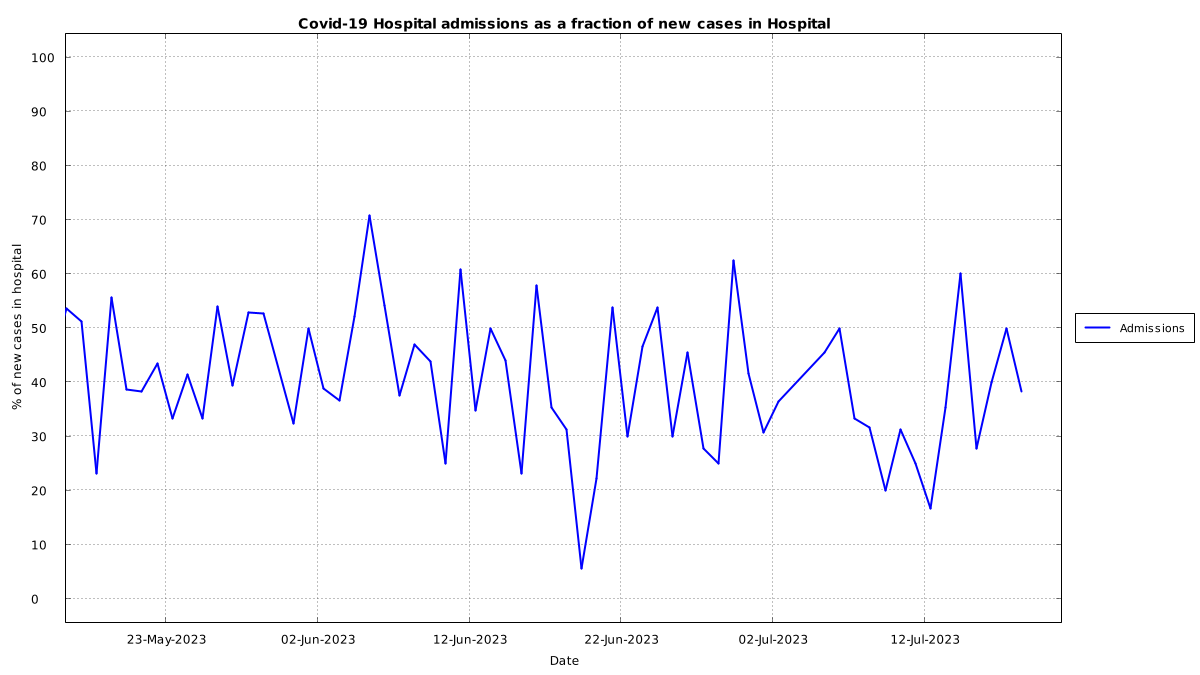 Covid-19 Hospital admissions as a fraction of new cases in Hospital
% of new cases in hospital
100
90
80
70
60
50
40
30
20
10
0
23-May-2023 02-Jun-2023 12-Jun-2023 22-Jun-2023 02-Jul-2023 12-Jul-2023
Date
Admissions